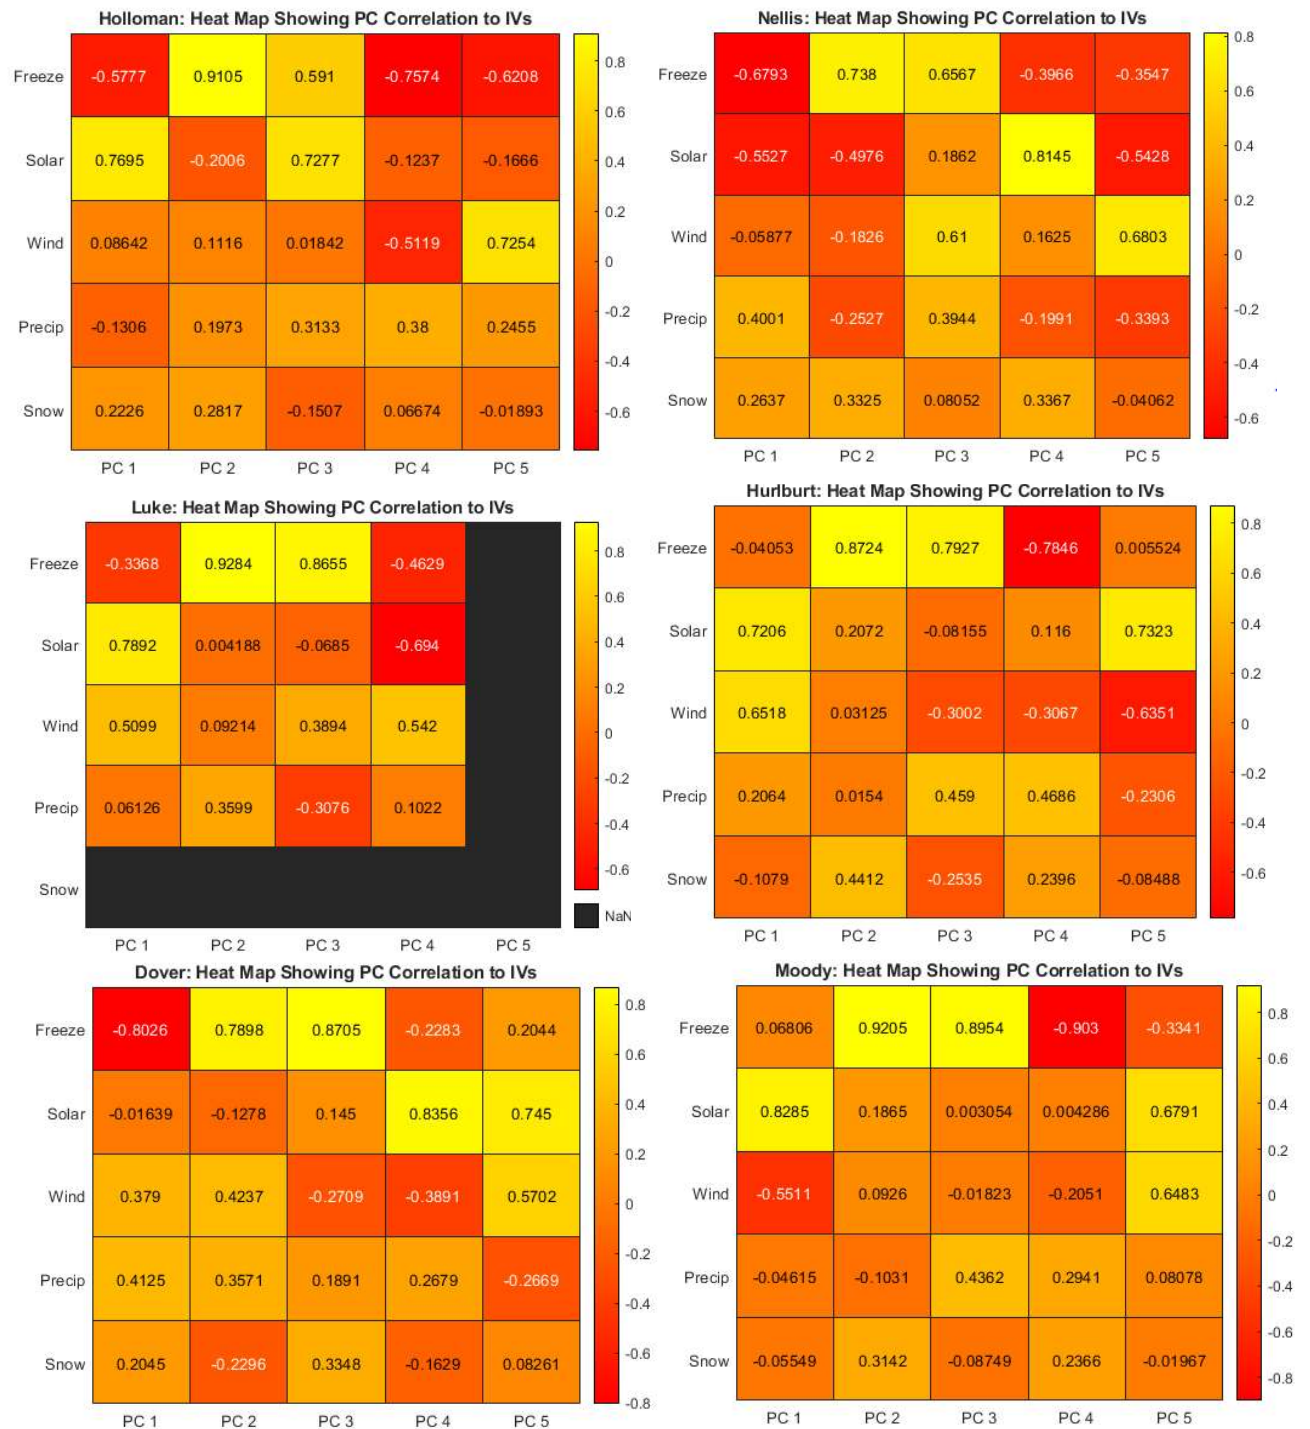 Holloman: Heat Map Showing PC Correlation to IVs
Freeze -0.5777 0.9105 0.591 -0.7574 -0.6208
Solar 0.7695 -0.2006 0.7277 -0.1237 -0.1666
Wind 0.08642 0.1116 0.01842 -0.5119 0.7254
Precip -0.1306 0.1973 0.3133 0.38 0.2455
Snow 0.2226 0.2817 -0.1507 0.06674 -0.01893
PC 1 PC 2 PC 3 PC 4 PC 5
0.8
0.6
0.4
0.2
0
-0.2
-0.4
-0.6
Nellis: Heat Map Showing PC Correlation to IVs
Freeze -0.6793 0.738 0.6567 -0.3966 -0.3547
Solar -0.5527 -0.4976 0.1862 0.8145 -0.5428
Wind -0.05877 -0.1826 0.61 0.1625 0.6803
Precip 0.4001 -0.2527 0.3944 -0.1991 -0.3393
Snow 0.2637 0.3325 0.08052 0.3367 -0.04062
PC 1 PC 2 PC 3 PC 4 PC 5
0.8
0.6
0.4
0.2
0
-0.2
-0.4
-0.6
Luke: Heat Map Showing PC Correlation to IVs
Freeze -0.3368 0.9284 0.8655 -0.4629
Solar 0.7892 0.004188 -0.0685 -0.694
Wind 0.5099 0.09214 0.3894 0.542
Precip 0.06126 0.3599 -0.3076 0.1022
Snow
PC 1 PC 2 PC 3 PC 4 PC 5
0.8
0.6
0.4
0.2
0
-0.2
-0.4
-0.6
NaN
Hurlburt: Heat Map Showing PC Correlation to IVs
Freeze -0.04053 0.8724 0.7927 -0.7846 0.005524
Solar 0.7206 0.2072 -0.08155 0.116 0.7323
Wind 0.6518 0.03125 -0.3002 -0.3067 -0.6351
Precip 0.2064 0.0154 0.459 0.4686 -0.2306
Snow -0.1079 0.4412 -0.2535 0.2396 -0.08488
PC 1 PC 2 PC 3 PC 4 PC 5
0.8
0.6
0.4
0.2
0
-0.2
-0.4
-0.6
Dover: Heat Map Showing PC Correlation to IVs
Freeze -0.8026 0.7898 0.8705 -0.2283 0.2044
Solar -0.01639 -0.1278 0.145 0.8356 0.745
Wind 0.379 0.4237 -0.2709 -0.3891 0.5702
Precip 0.4125 0.3571 0.1891 0.2679 -0.2669
Snow 0.2045 -0.2296 0.3348 -0.1629 0.08261
PC 1 PC 2 PC 3 PC 4 PC 5
0.8
0.6
0.4
0.2
0
-0.2
-0.4
-0.6
-0.8
Moody: Heat Map Showing PC Correlation to IVs
Freeze 0.06806 0.9205 0.8954 -0.903 -0.3341
Solar 0.8285 0.1865 0.003054 0.004286 0.6791
Wind -0.5511 0.0926 -0.01823 -0.2051 0.6483
Precip -0.04615 -0.1031 0.4362 0.2941 0.08078
Snow -0.05549 0.3142 -0.08749 0.2366 -0.01967
PC 1 PC 2 PC 3 PC 4 PC 5
0.8
0.6
0.4
0.2
0
-0.2
-0.4
-0.6
-0.8